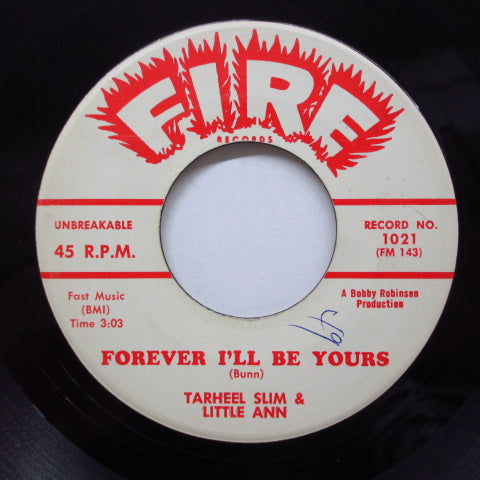 FIRE
RECORDS
UNBREAKABLE
45 R.P.M.
RECORD NO.
1021
(FM 143)
Fast Music
(BMI)
Time 3:03
A Bobby Robinson
Production
FOREVER I'LL BE YOURS
(Bunn)
TARHEEL SLIM &
LITTLE ANN